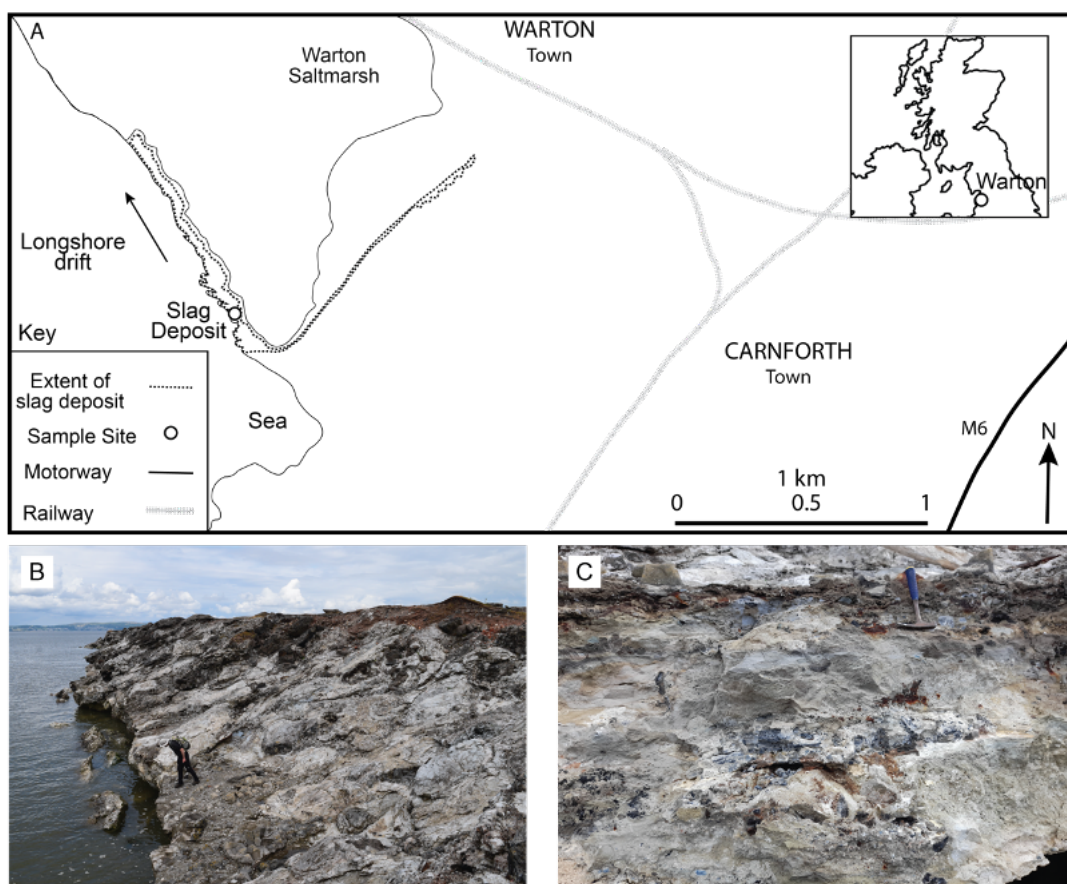 A
WARTON
Town
Warton
Saltmarsh
Warton
Longshore
drift
Slag
Deposit
Key
Extent of
slag deposit
Sample Site
Motorway
Railway
Sea
CARNFORTH
Town
M6
N
1 km
0 0.5 1
B
C